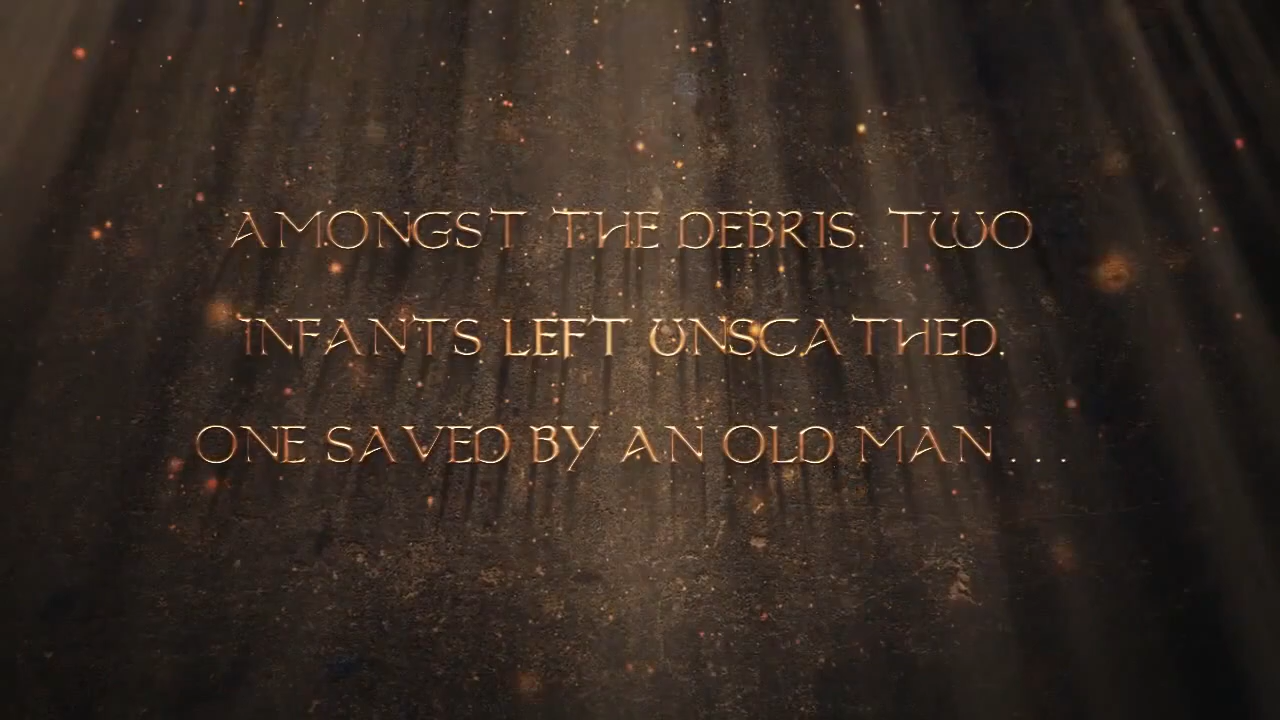 AMONGST THE DEBRIS. TWO
INFANTS LEFT UNSCATHED.
ONE SAVED BY AN OLD MAN . . .